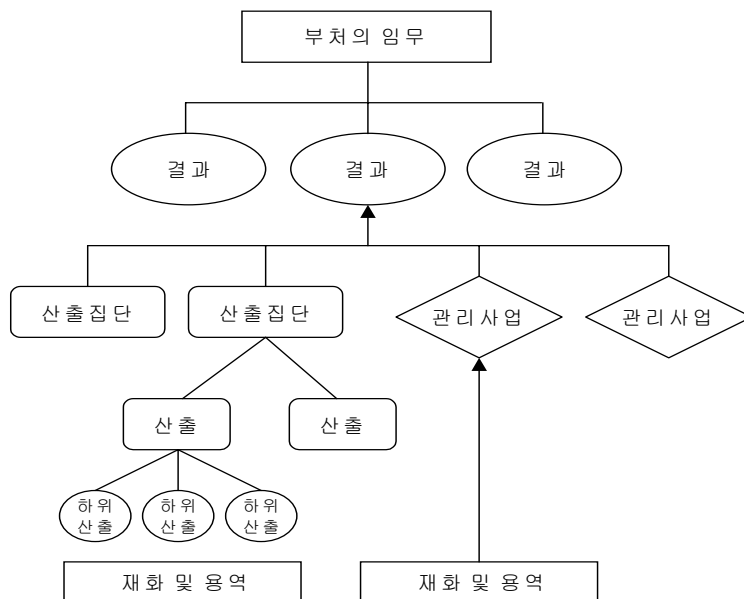 부처의 임무
결과
결과
결과
산출집단
산출집단
관리사업
관리사업
산출
산출
하위
산출
하위
산출
하위
산출
재화 및 용역
재화 및 용역